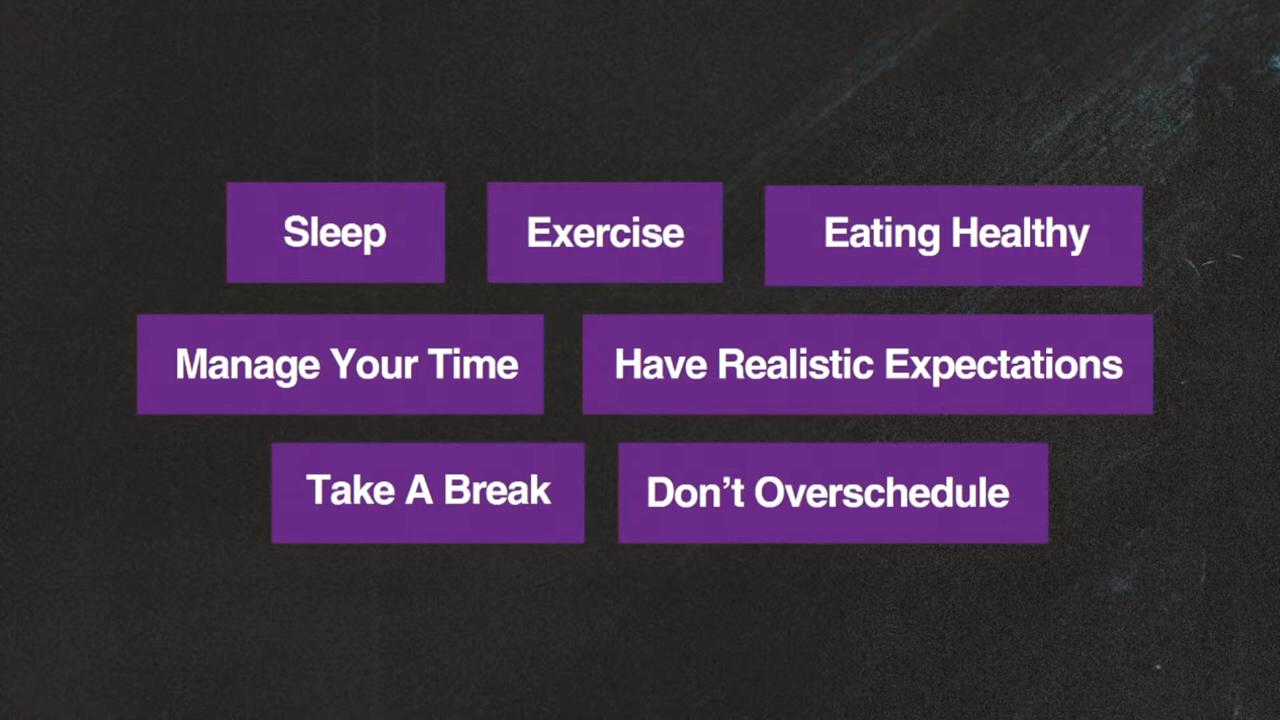 Sleep
Exercise
Eating Healthy
Manage Your Time
Have Realistic Expectations
Take A Break
Don’t Overschedule